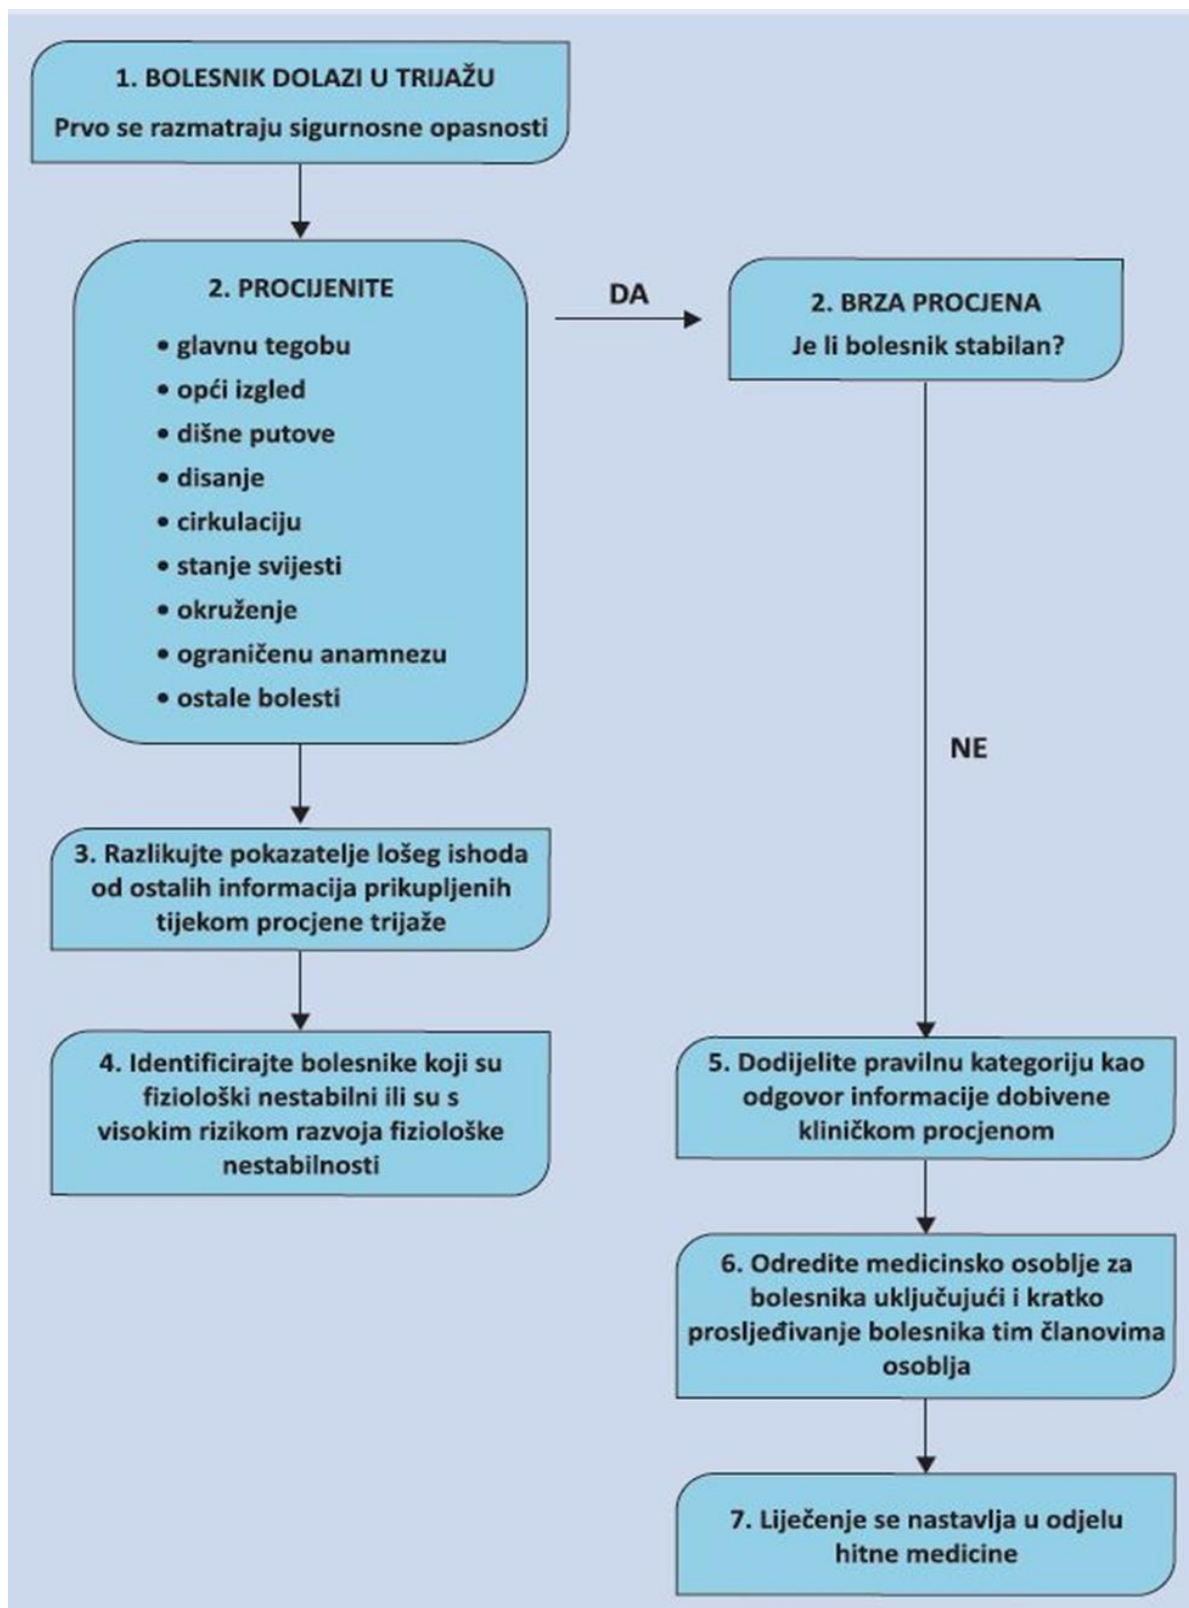 1. BOLESNIK DOLAZI U TRIJAŽU
Prvo se razmatraju sigurnosne opasnosti
2. PROCIJENITE
• glavnu tegobu
• opći izgled
• dišne putove
• disanje
• cirkulaciju
• stanje svijesti
• okruženje
• ograničenu anamnezu
• ostale bolesti
DA
2. BRZA PROCJENA
Je li bolesnik stabilan?
NE
3. Razlikujte pokazatelje lošeg ishoda
od ostalih informacija prikupljenih
tijekom procjene trijaže
4. Identificirajte bolesnike koji su
fiziološki nestabilni ili su s
visokim rizikom razvoja fiziološke
nestabilnosti
5. Dodijelite pravilnu kategoriju kao
odgovor informacije dobivene
kliničkom procjenom
6. Odredite medicinsko osoblje za
bolesnika uključujući i kratko
prosljeđivanje bolesnika tim članovima
osoblja
7. Liječenje se nastavlja u odjelu
hitne medicine